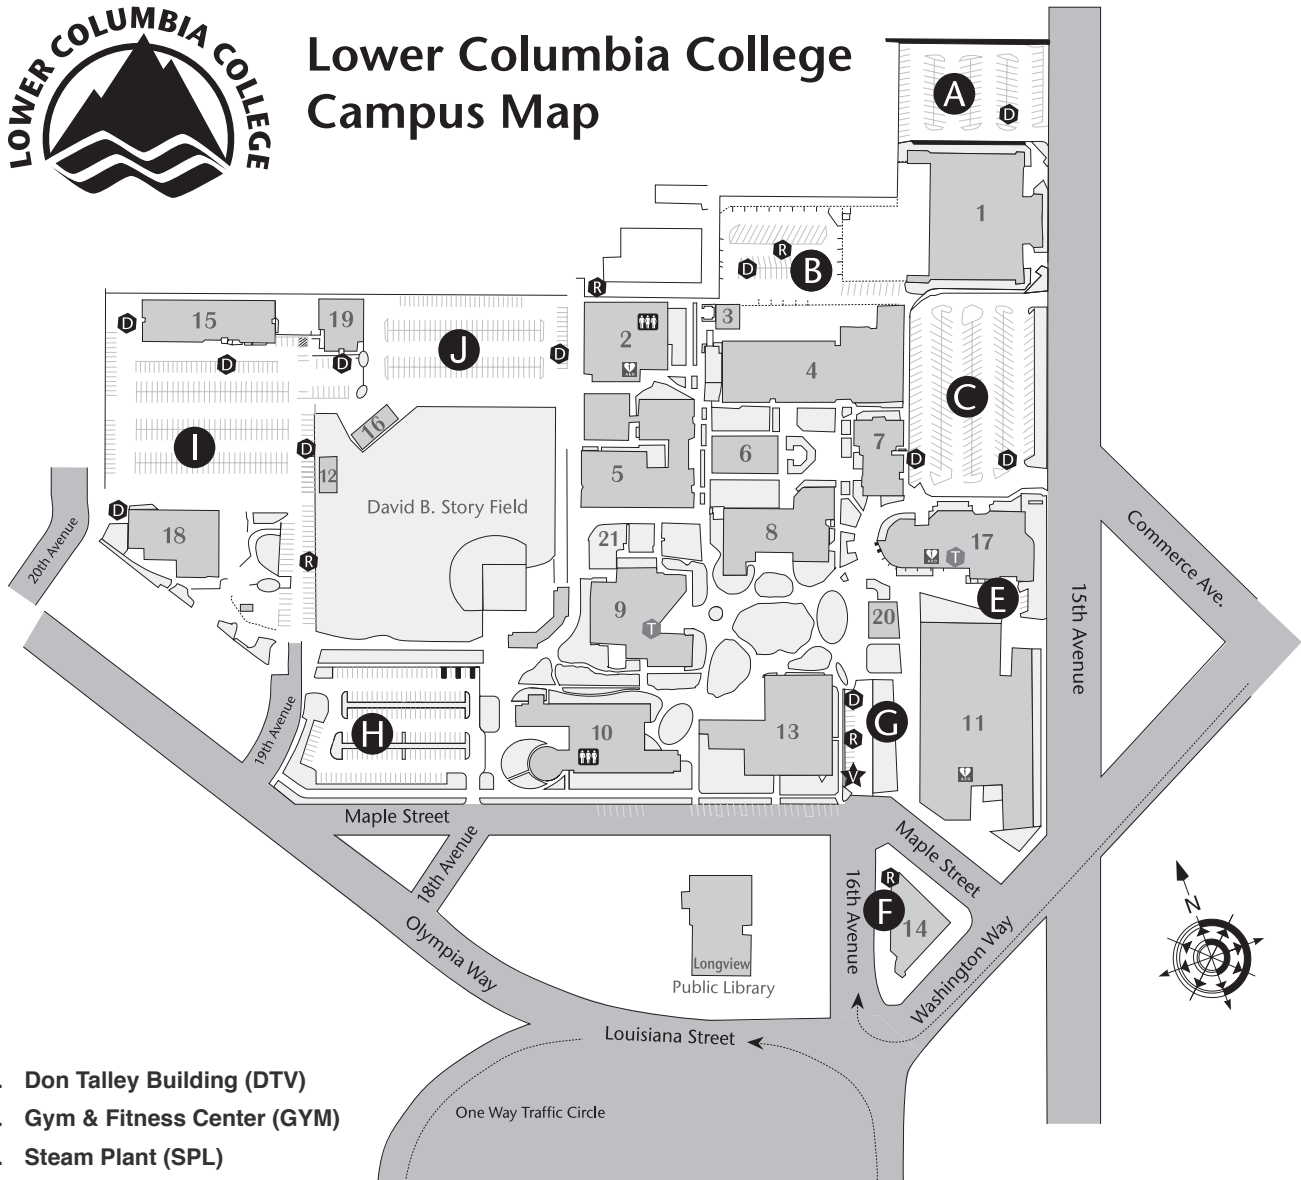 LOWER COLUMBIA COLLEGE
Lower Columbia College
Campus Map
A
D
1
R
D
B
R
D
15
19
2
AED
3
4
J
D
D
D
C
16
I
D
12
5
6
7
D
D
David B. Story Field
D
18
8
17
AED
T
21
20th Avenue
Commerce Ave.
R
E
9
T
20
15th Avenue
19th Avenue
H
10
13
D
G
R
V
11
AED
Maple Street
18th Avenue
Maple Street
16th Avenue
R
F
14
Olympia Way
Longview
Public Library
Washington Way
N
Louisiana Street
One Way Traffic Circle
. Don Talley Building (DTV)
. Gym & Fitness Center (GYM)
. Steam Plant (SPL)